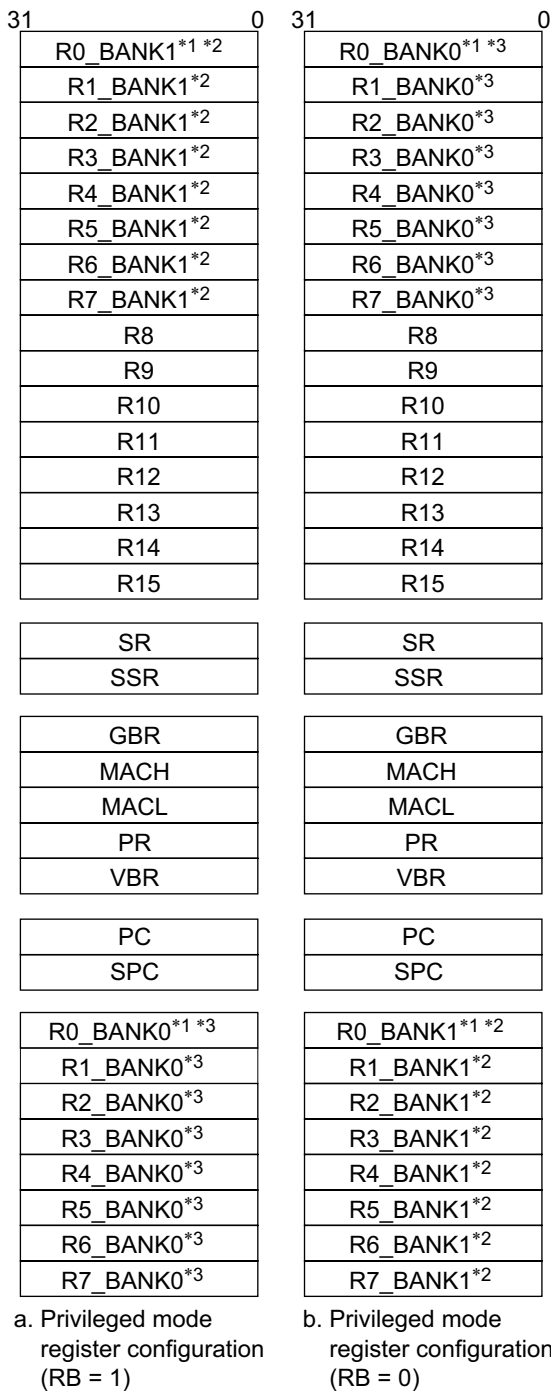 31 0 31 0
R0_BANK1*1 *2 R0_BANK0*1 *3
R1_BANK1*2 R1_BANK0*3
R2_BANK1*2 R2_BANK0*3
R3_BANK1*2 R3_BANK0*3
R4_BANK1*2 R4_BANK0*3
R5_BANK1*2 R5_BANK0*3
R6_BANK1*2 R6_BANK0*3
R7_BANK1*2 R7_BANK0*3
R8 R8
R9 R9
R10 R10
R11 R11
R12 R12
R13 R13
R14 R14
R15 R15
SR SR
SSR SSR
GBR GBR
MACH MACH
MACL MACL
PR PR
VBR VBR
PC PC
SPC SPC
R0_BANK0*1 *3 R0_BANK1*1 *2
R1_BANK0*3 R1_BANK1*2
R2_BANK0*3 R2_BANK1*2
R3_BANK0*3 R3_BANK1*2
R4_BANK0*3 R4_BANK1*2
R5_BANK0*3 R5_BANK1*2
R6_BANK0*3 R6_BANK1*2
R7_BANK0*3 R7_BANK1*2
a. Privileged mode
register configuration
(RB = 1)
b. Privileged mode
register configuration
(RB = 0)